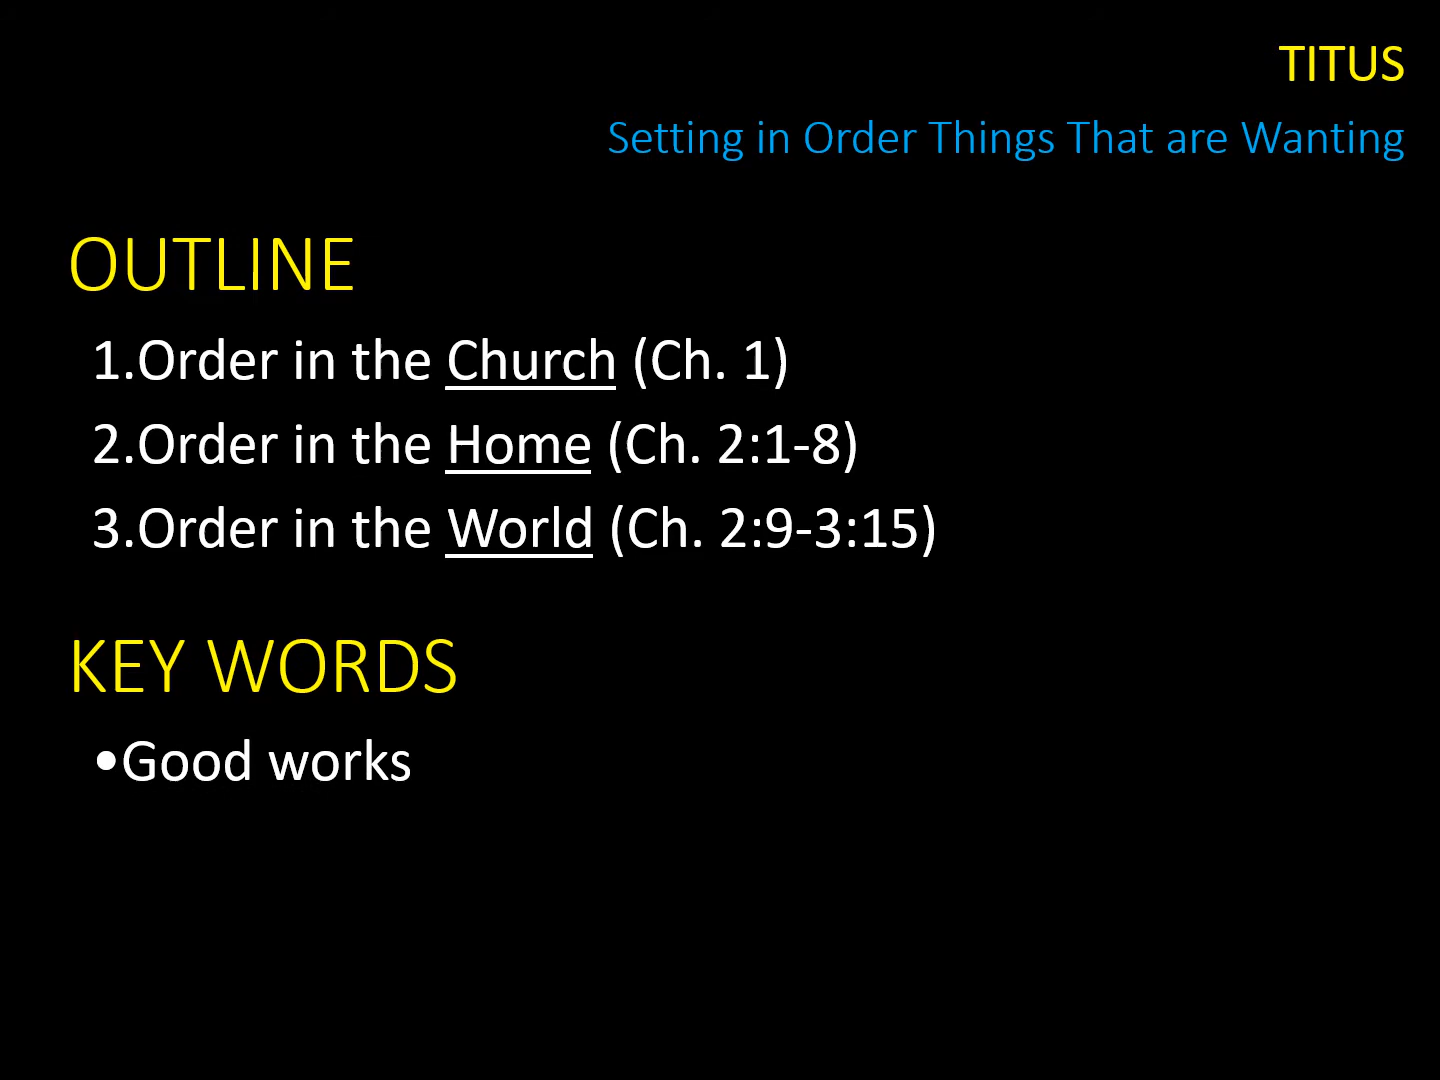 TITUS
Setting in Order Things That are Wanting
OUTLINE
1.Order in the Church (Ch. 1)
2.Order in the Home (Ch. 2:1-8)
3.Order in the World (Ch. 2:9-3:15)
KEY WORDS
•Good works